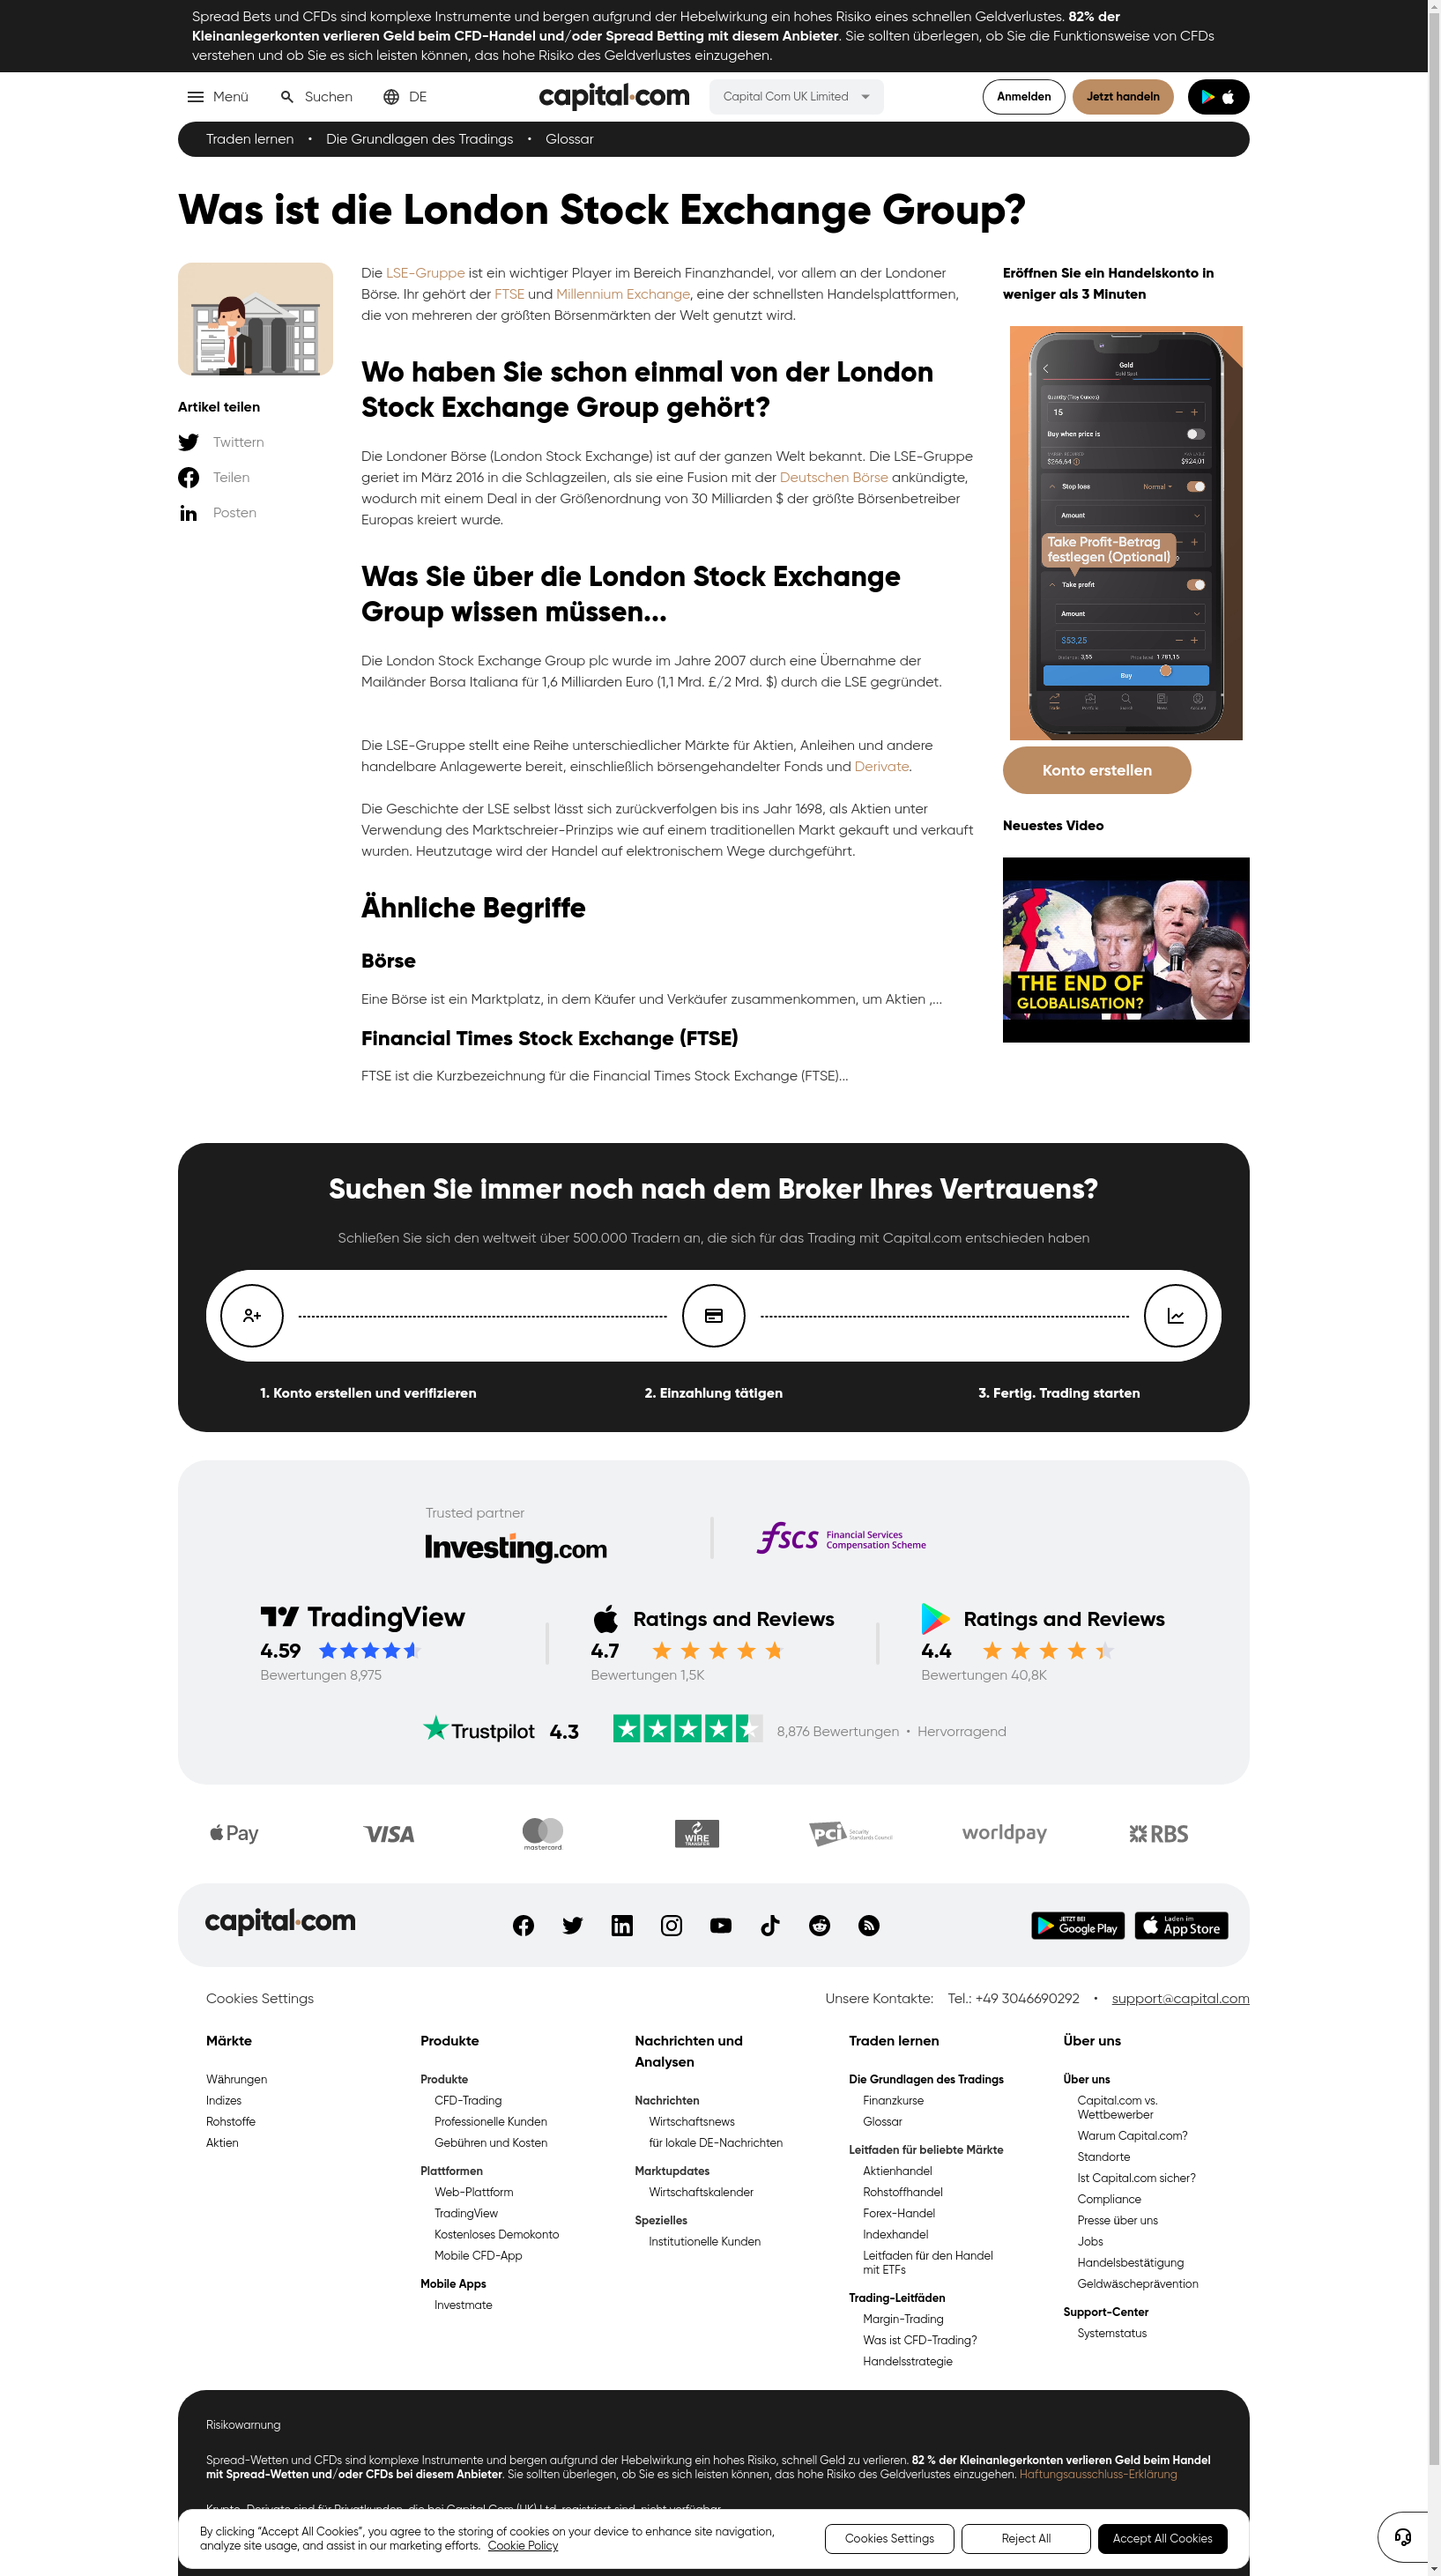 Spread Bets und CFDs sind komplexe Instrumente und bergen aufgrund der Hebelwirkung ein hohes Risiko eines schnellen Geldverlustes. 82% der
Kleinanlegerkonten verlieren Geld beim CFD-Handel und/oder Spread Betting mit diesem Anbieter. Sie sollten überlegen, ob Sie die Funktionsweise von CFDs
verstehen und ob Sie es sich leisten können, das hohe Risiko des Geldverlustes einzugehen.
Menü Suchen DE capital.com Capital Com UK Limited Anmelden Jetzt handeln
Traden lernen • Die Grundlagen des Tradings • Glossar
Was ist die London Stock Exchange Group?
Artikel teilen
Twittern
Teilen
Posten
Die LSE-Gruppe ist ein wichtiger Player im Bereich Finanzhandel, vor allem an der Londoner
Börse. Ihr gehört der FTSE und Millennium Exchange, eine der schnellsten Handelsplattformen,
die von mehreren der größten Börsenmärkten der Welt genutzt wird.
Wo haben Sie schon einmal von der London
Stock Exchange Group gehört?
Die Londoner Börse (London Stock Exchange) ist auf der ganzen Welt bekannt. Die LSE-Gruppe
geriet im März 2016 in die Schlagzeilen, als sie eine Fusion mit der Deutschen Börse ankündigte,
wodurch mit einem Deal in der Größenordnung von 30 Milliarden $ der größte Börsenbetreiber
Europas kreiert wurde.
Was Sie über die London Stock Exchange
Group wissen müssen...
Die London Stock Exchange Group plc wurde im Jahre 2007 durch eine Übernahme der
Mailänder Borsa Italiana für 1,6 Milliarden Euro (1,1 Mrd. £/2 Mrd. $) durch die LSE gegründet.
Die LSE-Gruppe stellt eine Reihe unterschiedlicher Märkte für Aktien, Anleihen und andere
handelbare Anlagewerte bereit, einschließlich börsengehandelter Fonds und Derivate.
Die Geschichte der LSE selbst lässt sich zurückverfolgen bis ins Jahr 1698, als Aktien unter
Verwendung des Marktschreier-Prinzips wie auf einem traditionellen Markt gekauft und verkauft
wurden. Heutzutage wird der Handel auf elektronischem Wege durchgeführt.
Ähnliche Begriffe
Börse
Eine Börse ist ein Marktplatz, in dem Käufer und Verkäufer zusammenkommen, um Aktien ,...
Financial Times Stock Exchange (FTSE)
FTSE ist die Kurzbezeichnung für die Financial Times Stock Exchange (FTSE)...
Eröffnen Sie ein Handelskonto in
weniger als 3 Minuten
Gold
Gold Spot
Quantity (Troy Ounces)
15
Buy when price is
$266,64 $924,01
Stop loss Normal
Amount
Take Profit-Betrag
festlegen (Optional)
Take profit
Amount
$53,25
3,55 1 781,15
Buy
Konto erstellen
Neuestes Video
THE END OF
GLOBALISATION?
Suchen Sie immer noch nach dem Broker Ihres Vertrauens?
Schließen Sie sich den weltweit über 500.000 Tradern an, die sich für das Trading mit Capital.com entschieden haben
1. Konto erstellen und verifizieren 2. Einzahlung tätigen 3. Fertig. Trading starten
Trusted partner
Investing.com
fscs Financial Services
Compensation Scheme
TradingView
4.59
Bewertungen 8,975
Ratings and Reviews
4.7
Bewertungen 1,5K
Ratings and Reviews
4.4
Bewertungen 40,8K
Trustpilot 4.3 8,876 Bewertungen • Hervorragend
Pay VISA mastercard WIRE TRANSFER PCI Security Standards Council worldpay RBS
capital.com JETZT BEI Google Play Laden im App Store
Cookies Settings Unsere Kontakte: Tel.: +49 3046690292 • support@capital.com
Märkte
Währungen
Indizes
Rohstoffe
Aktien
Produkte
Produkte
CFD-Trading
Professionelle Kunden
Gebühren und Kosten
Plattformen
Web-Plattform
TradingView
Kostenloses Demokonto
Mobile CFD-App
Mobile Apps
Investmate
Nachrichten und
Analysen
Nachrichten
Wirtschaftsnews
für lokale DE-Nachrichten
Marktupdates
Wirtschaftskalender
Spezielles
Institutionelle Kunden
Traden lernen
Die Grundlagen des Tradings
Finanzkurse
Glossar
Leitfaden für beliebte Märkte
Aktienhandel
Rohstoffhandel
Forex-Handel
Indexhandel
Leitfaden für den Handel
mit ETFs
Trading-Leitfäden
Margin-Trading
Was ist CFD-Trading?
Handelsstrategie
Über uns
Über uns
Capital.com vs.
Wettbewerber
Warum Capital.com?
Standorte
Ist Capital.com sicher?
Compliance
Presse über uns
Jobs
Handelsbestätigung
Geldwäscheprävention
Support-Center
Systemstatus
Risikowarnung
Spread-Wetten und CFDs sind komplexe Instrumente und bergen aufgrund der Hebelwirkung ein hohes Risiko, schnell Geld zu verlieren. 82 % der Kleinanlegerkonten verlieren Geld beim Handel
mit Spread-Wetten und/oder CFDs bei diesem Anbieter. Sie sollten überlegen, ob Sie es sich leisten können, das hohe Risiko des Geldverlustes einzugehen. Haftungsausschluss-Erklärung
Krypto-Derivate sind für Privatkunden, die bei Capital Com (UK) Ltd. registriert sind, nicht verfügbar.
By clicking “Accept All Cookies”, you agree to the storing of cookies on your device to enhance site navigation,
analyze site usage, and assist in our marketing efforts. Cookie Policy
Cookies Settings Reject All Accept All Cookies